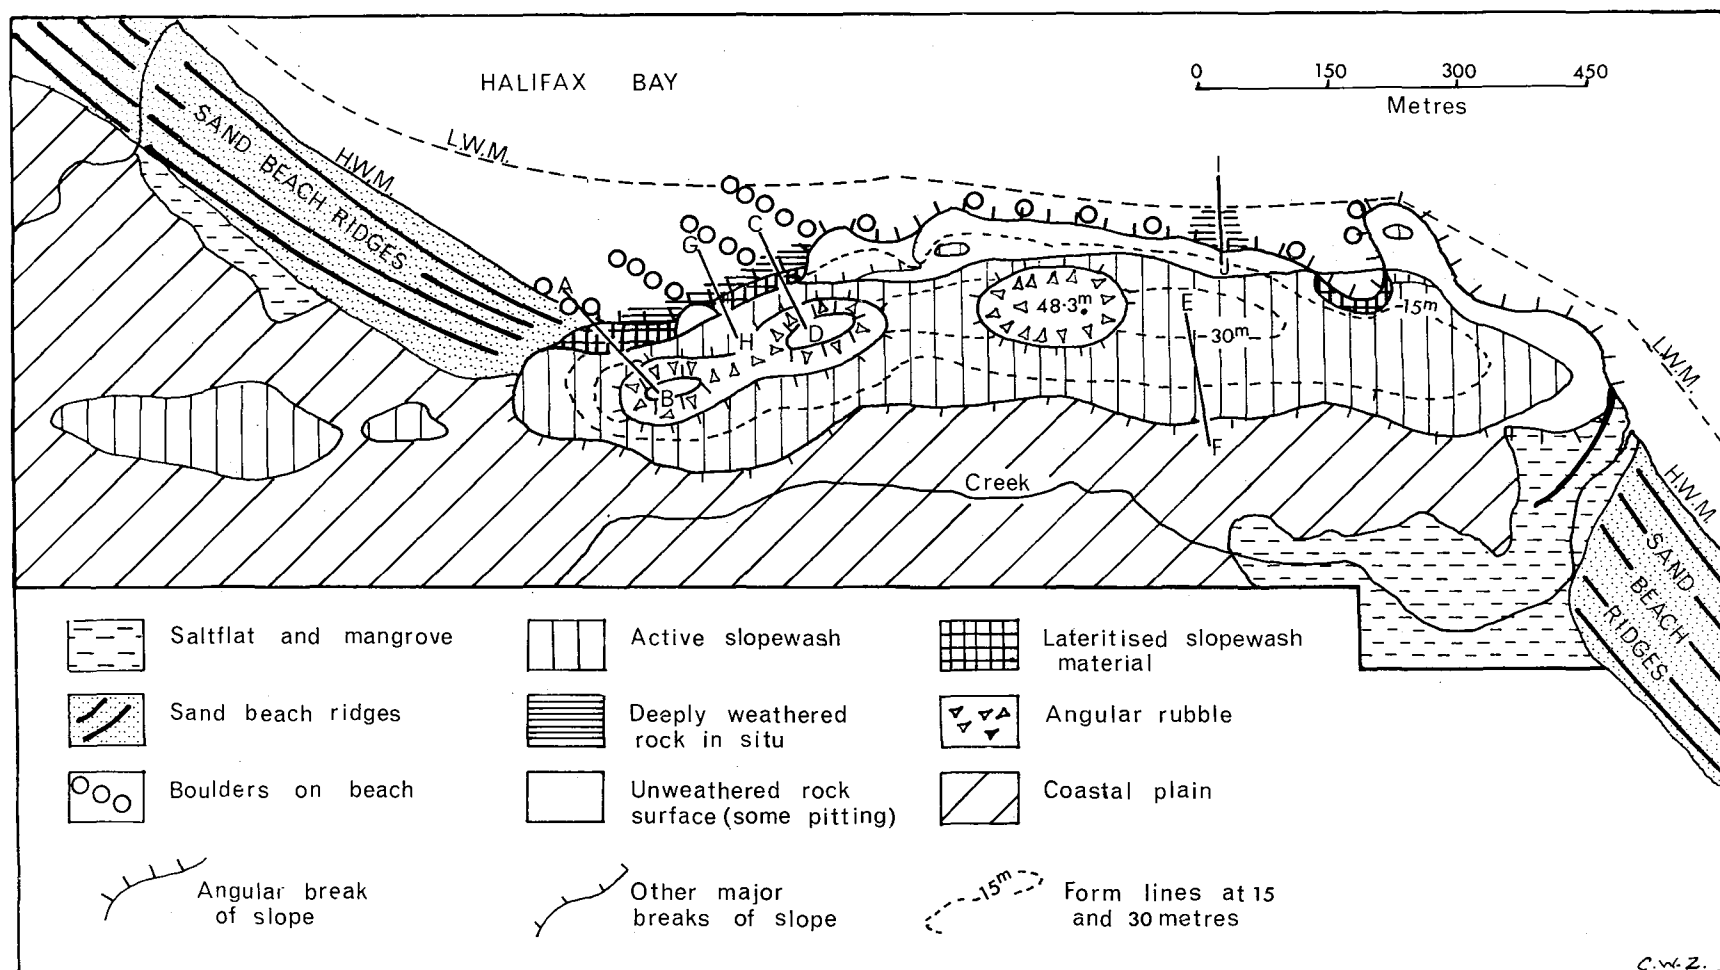 HALIFAX BAY
0 150 300 450
Metres
L.W.M.
H.W.M.
SAND BEACH RIDGES
A
B
C
D
G
H
E
F
J
48·3m
30m
15m
L.W.M.
H.W.M.
Creek
SAND
BEACH
RIDGES
Saltflat and mangrove
Active slopewash
Lateritised slopewash
material
Sand beach ridges
Deeply weathered
rock in situ
Angular rubble
Boulders on beach
Unweathered rock
surface (some pitting)
Coastal plain
Angular break
of slope
Other major
breaks of slope
15m
Form lines at 15
and 30 metres
C.W.Z.